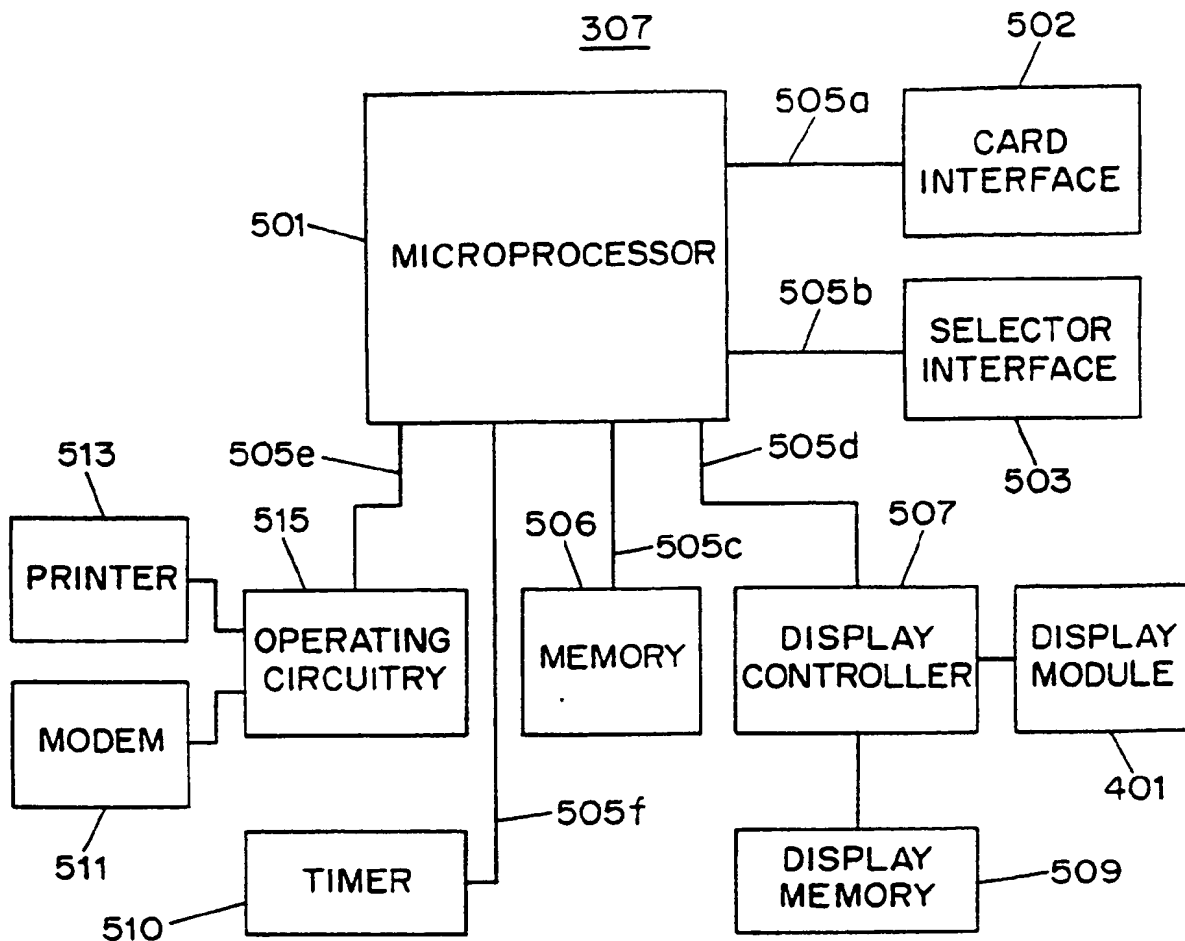 307
502
505a
CARD
INTERFACE
501
MICROPROCESSOR
505b
SELECTOR
INTERFACE
503
513
505e
505d
515
506
505c
507
PRINTER
OPERATING
CIRCUITRY
MEMORY
DISPLAY
CONTROLLER
DISPLAY
MODULE
MODEM
401
511
505f
TIMER
510
DISPLAY
MEMORY
509